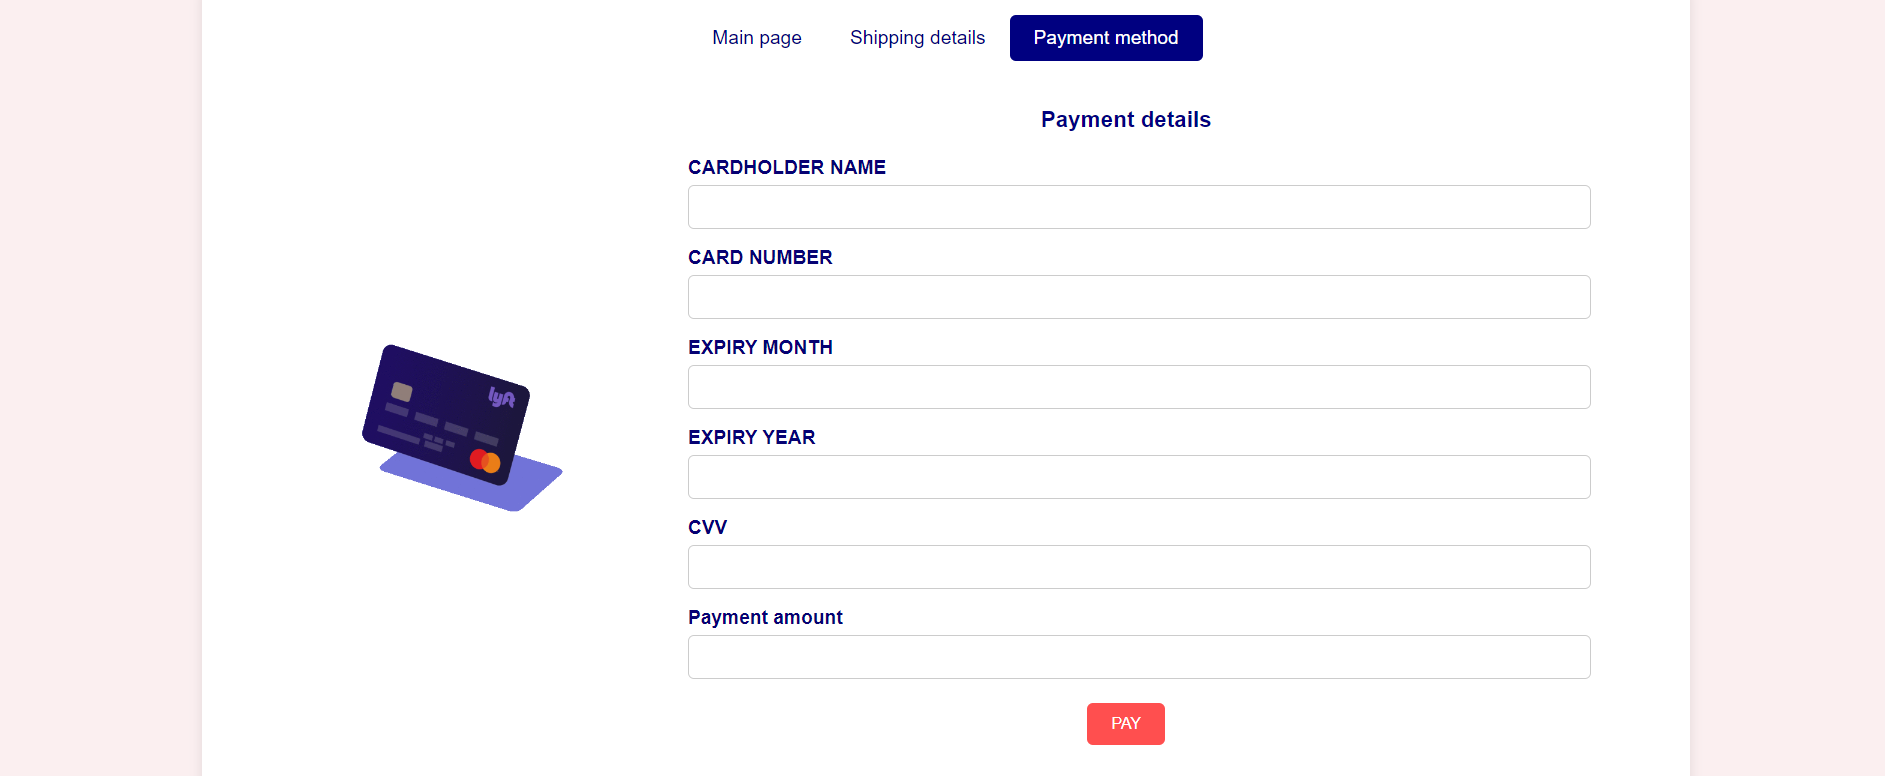 Main page
Shipping details
Payment method
Payment details
CARDHOLDER NAME
CARD NUMBER
EXPIRY MONTH
lyft
EXPIRY YEAR
CVV
Payment amount
PAY